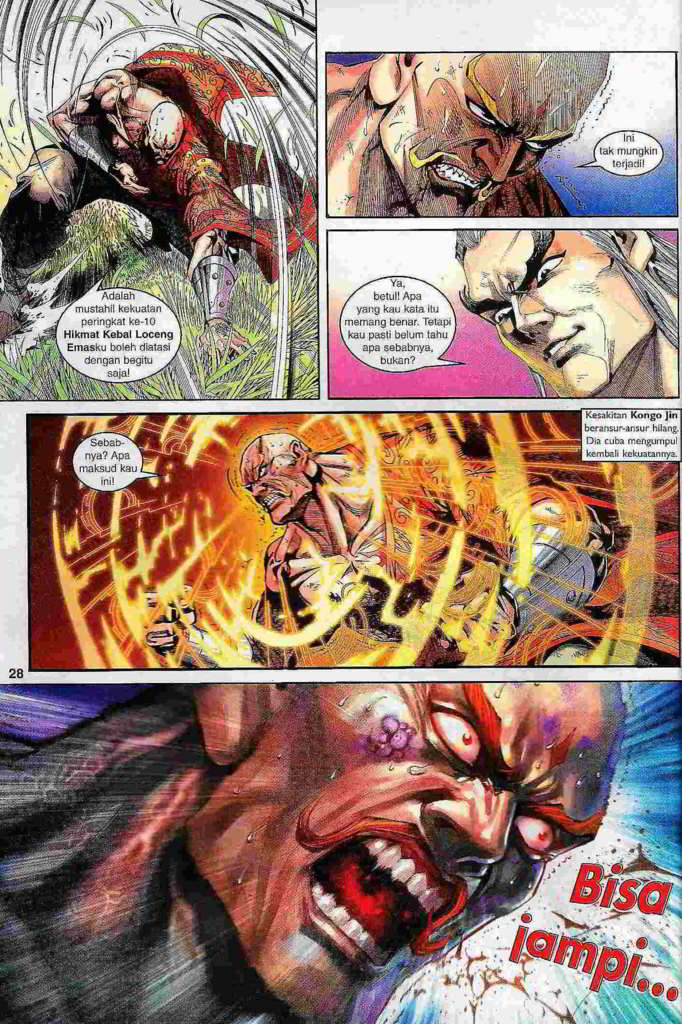 Adalah
mustahil kekuatan
peringkat ke-10
Hikmat Kebal Loceng
Emasku boleh diatasi
dengan begitu
saja!
Ini
tak mungkin
terjadi!
Ya,
betul! Apa
yang kau kata itu
memang benar. Tetapi
kau pasti belum tahu
apa sebabnya,
bukan?
Sebab-
nya? Apa
maksud kau
ini!
Kesakitan Kongo Jin
beransur-ansur hilang.
Dia cuba mengumpul
kembali kekuatannya.
28
Bisa
jampi...